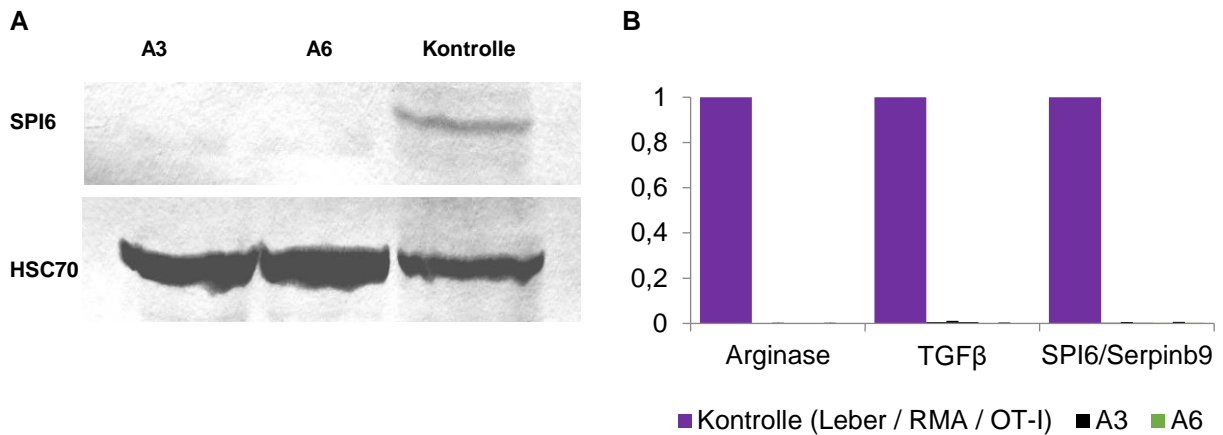 A
A3 A6 Kontrolle
SPI6
HSC70
B
1
0,8
0,6
0,4
0,2
0
Arginase TGFβ SPI6/Serpinb9
Kontrolle (Leber / RMA / OT-I) A3 A6